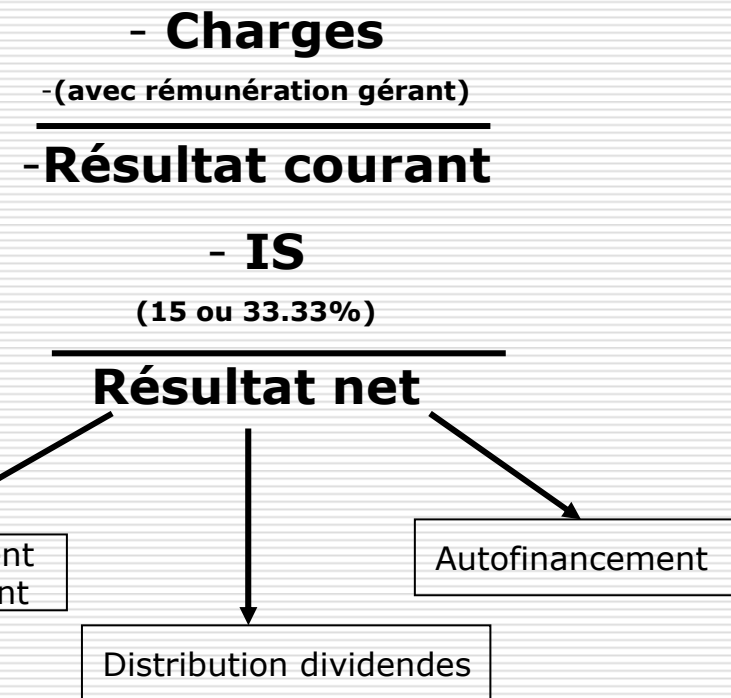 - Charges
-(avec rémunération gérant)
-Résultat courant
- IS
(15 ou 33.33%)
Résultat net
Autofinancement
Distribution dividendes